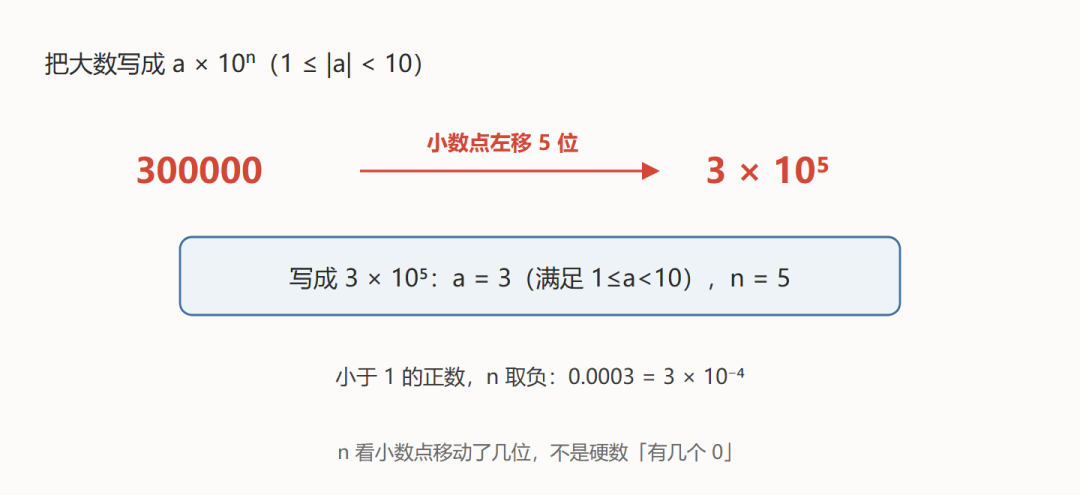 把大数写成 a × 10ⁿ（1 ≤ |a| < 10）
小数点左移 5 位
300000
3 × 10⁵
写成 3 × 10⁵：a = 3（满足 1≤a<10），n = 5
小于 1 的正数，n 取负：0.0003 = 3 × 10⁻⁴
n 看小数点移动了几位，不是硬数「有几个 0」